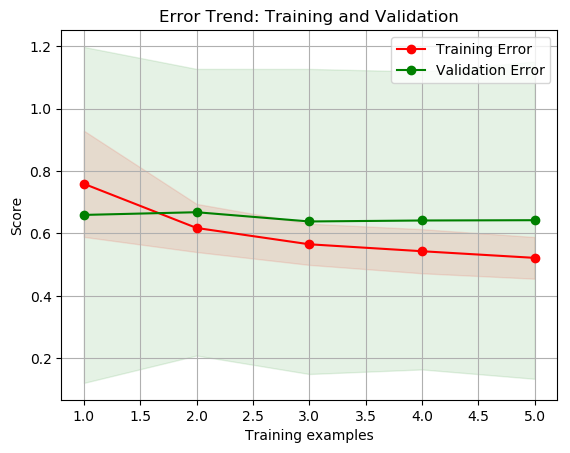 Error Trend: Training and Validation
Training Error
Validation Error
1.2
1.0
0.8
0.6
0.4
0.2
Score
1.0 1.5 2.0 2.5 3.0 3.5 4.0 4.5 5.0
Training examples